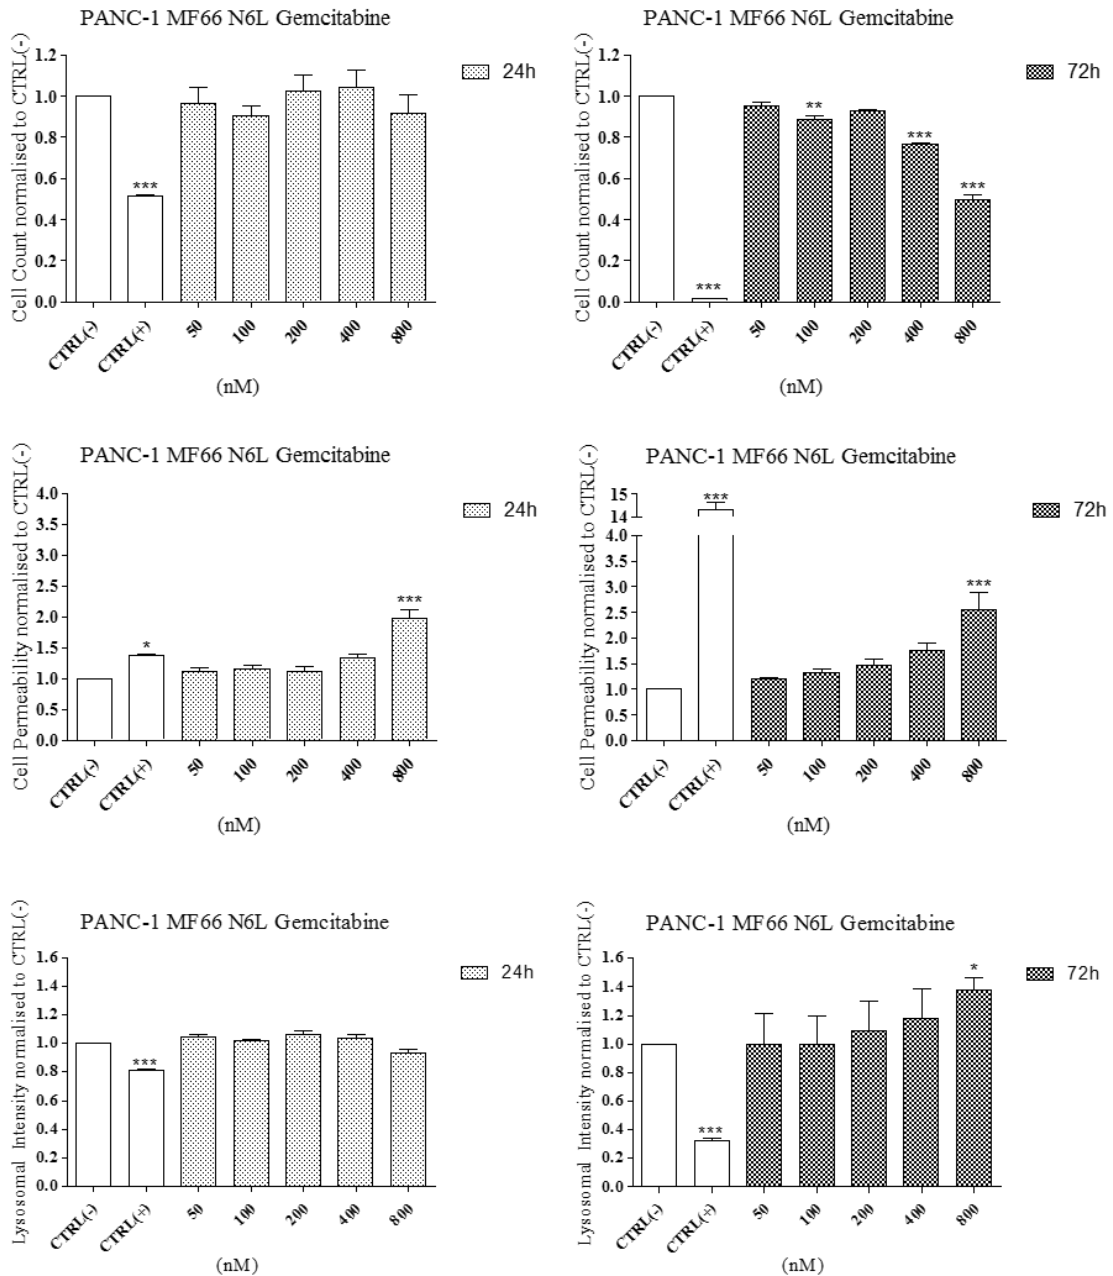 PANC-1 MF66 N6L Gemcitabine
Cell Count normalised to CTRL(-)
1.2
1.0
0.8
0.6
0.4
0.2
0.0
***
24h
CTRL(-)
CTRL(+)
50
100
200
400
800
(nM)
PANC-1 MF66 N6L Gemcitabine
Cell Count normalised to CTRL(-)
1.2
1.0
0.8
0.6
0.4
0.2
0.0
***
**
***
***
72h
CTRL(-)
CTRL(+)
50
100
200
400
800
(nM)
PANC-1 MF66 N6L Gemcitabine
Cell Permeability normalised to CTRL(-)
4.0
3.5
3.0
2.5
2.0
1.5
1.0
0.5
0.0
*
***
24h
CTRL(-)
CTRL(+)
50
100
200
400
800
(nM)
PANC-1 MF66 N6L Gemcitabine
Cell Permeability normalised to CTRL(-)
15
14
4.0
3.5
3.0
2.5
2.0
1.5
1.0
0.5
0.0
***
***
72h
CTRL(-)
CTRL(+)
50
100
200
400
800
(nM)
PANC-1 MF66 N6L Gemcitabine
Lysosomal Intensity normalised to CTRL(-)
1.6
1.4
1.2
1.0
0.8
0.6
0.4
0.2
0.0
***
24h
CTRL(-)
CTRL(+)
50
100
200
400
800
(nM)
PANC-1 MF66 N6L Gemcitabine
Lysosomal Intensity normalised to CTRL(-)
1.6
1.4
1.2
1.0
0.8
0.6
0.4
0.2
0.0
***
*
72h
CTRL(-)
CTRL(+)
50
100
200
400
800
(nM)